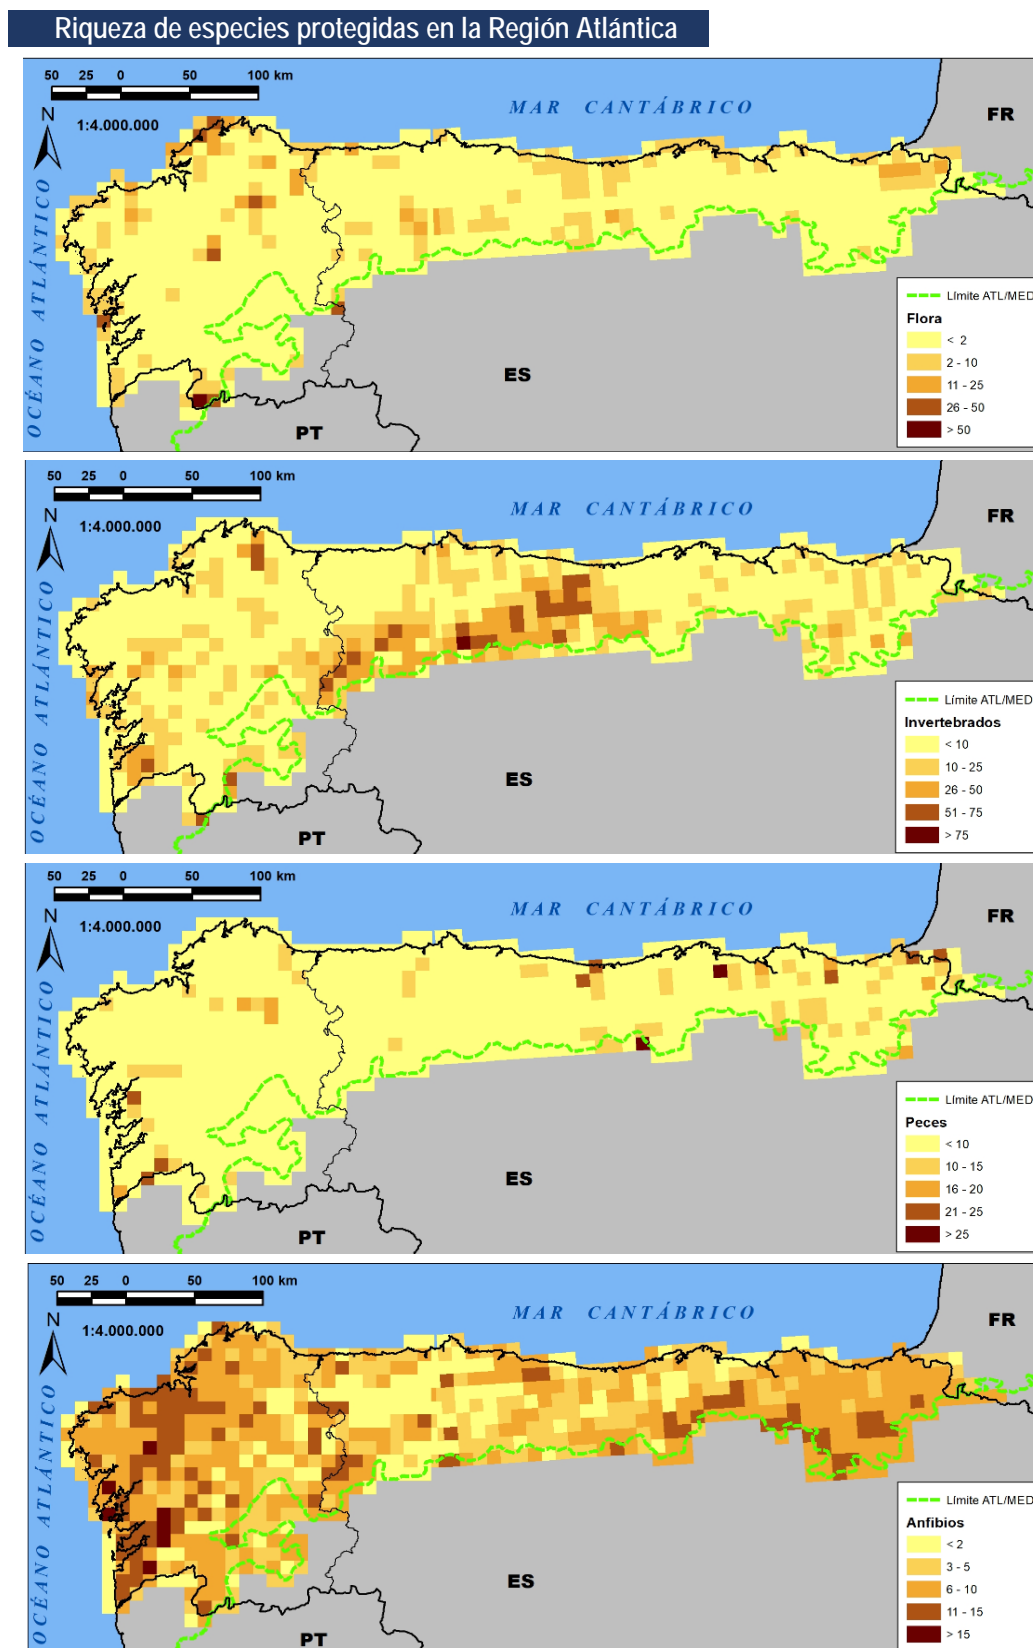 Riqueza de especies protegidas en la Región Atlántica
50 25 0 50 100 km
N
1:4.000.000
MAR CANTÁBRICO
FR
OCÉANO ATLÁNTICO
ES
PT
Límite ATL/MED
Flora
< 2
2 - 10
11 - 25
26 - 50
> 50
50 25 0 50 100 km
N
1:4.000.000
MAR CANTÁBRICO
FR
OCÉANO ATLÁNTICO
ES
PT
Límite ATL/MED
Invertebrados
< 10
10 - 25
26 - 50
51 - 75
> 75
50 25 0 50 100 km
N
1:4.000.000
MAR CANTÁBRICO
FR
OCÉANO ATLÁNTICO
ES
PT
Límite ATL/MED
Peces
< 10
10 - 15
16 - 20
21 - 25
> 25
50 25 0 50 100 km
N
1:4.000.000
MAR CANTÁBRICO
FR
OCÉANO ATLÁNTICO
ES
PT
Límite ATL/MED
Anfibios
< 2
3 - 5
6 - 10
11 - 15
> 15